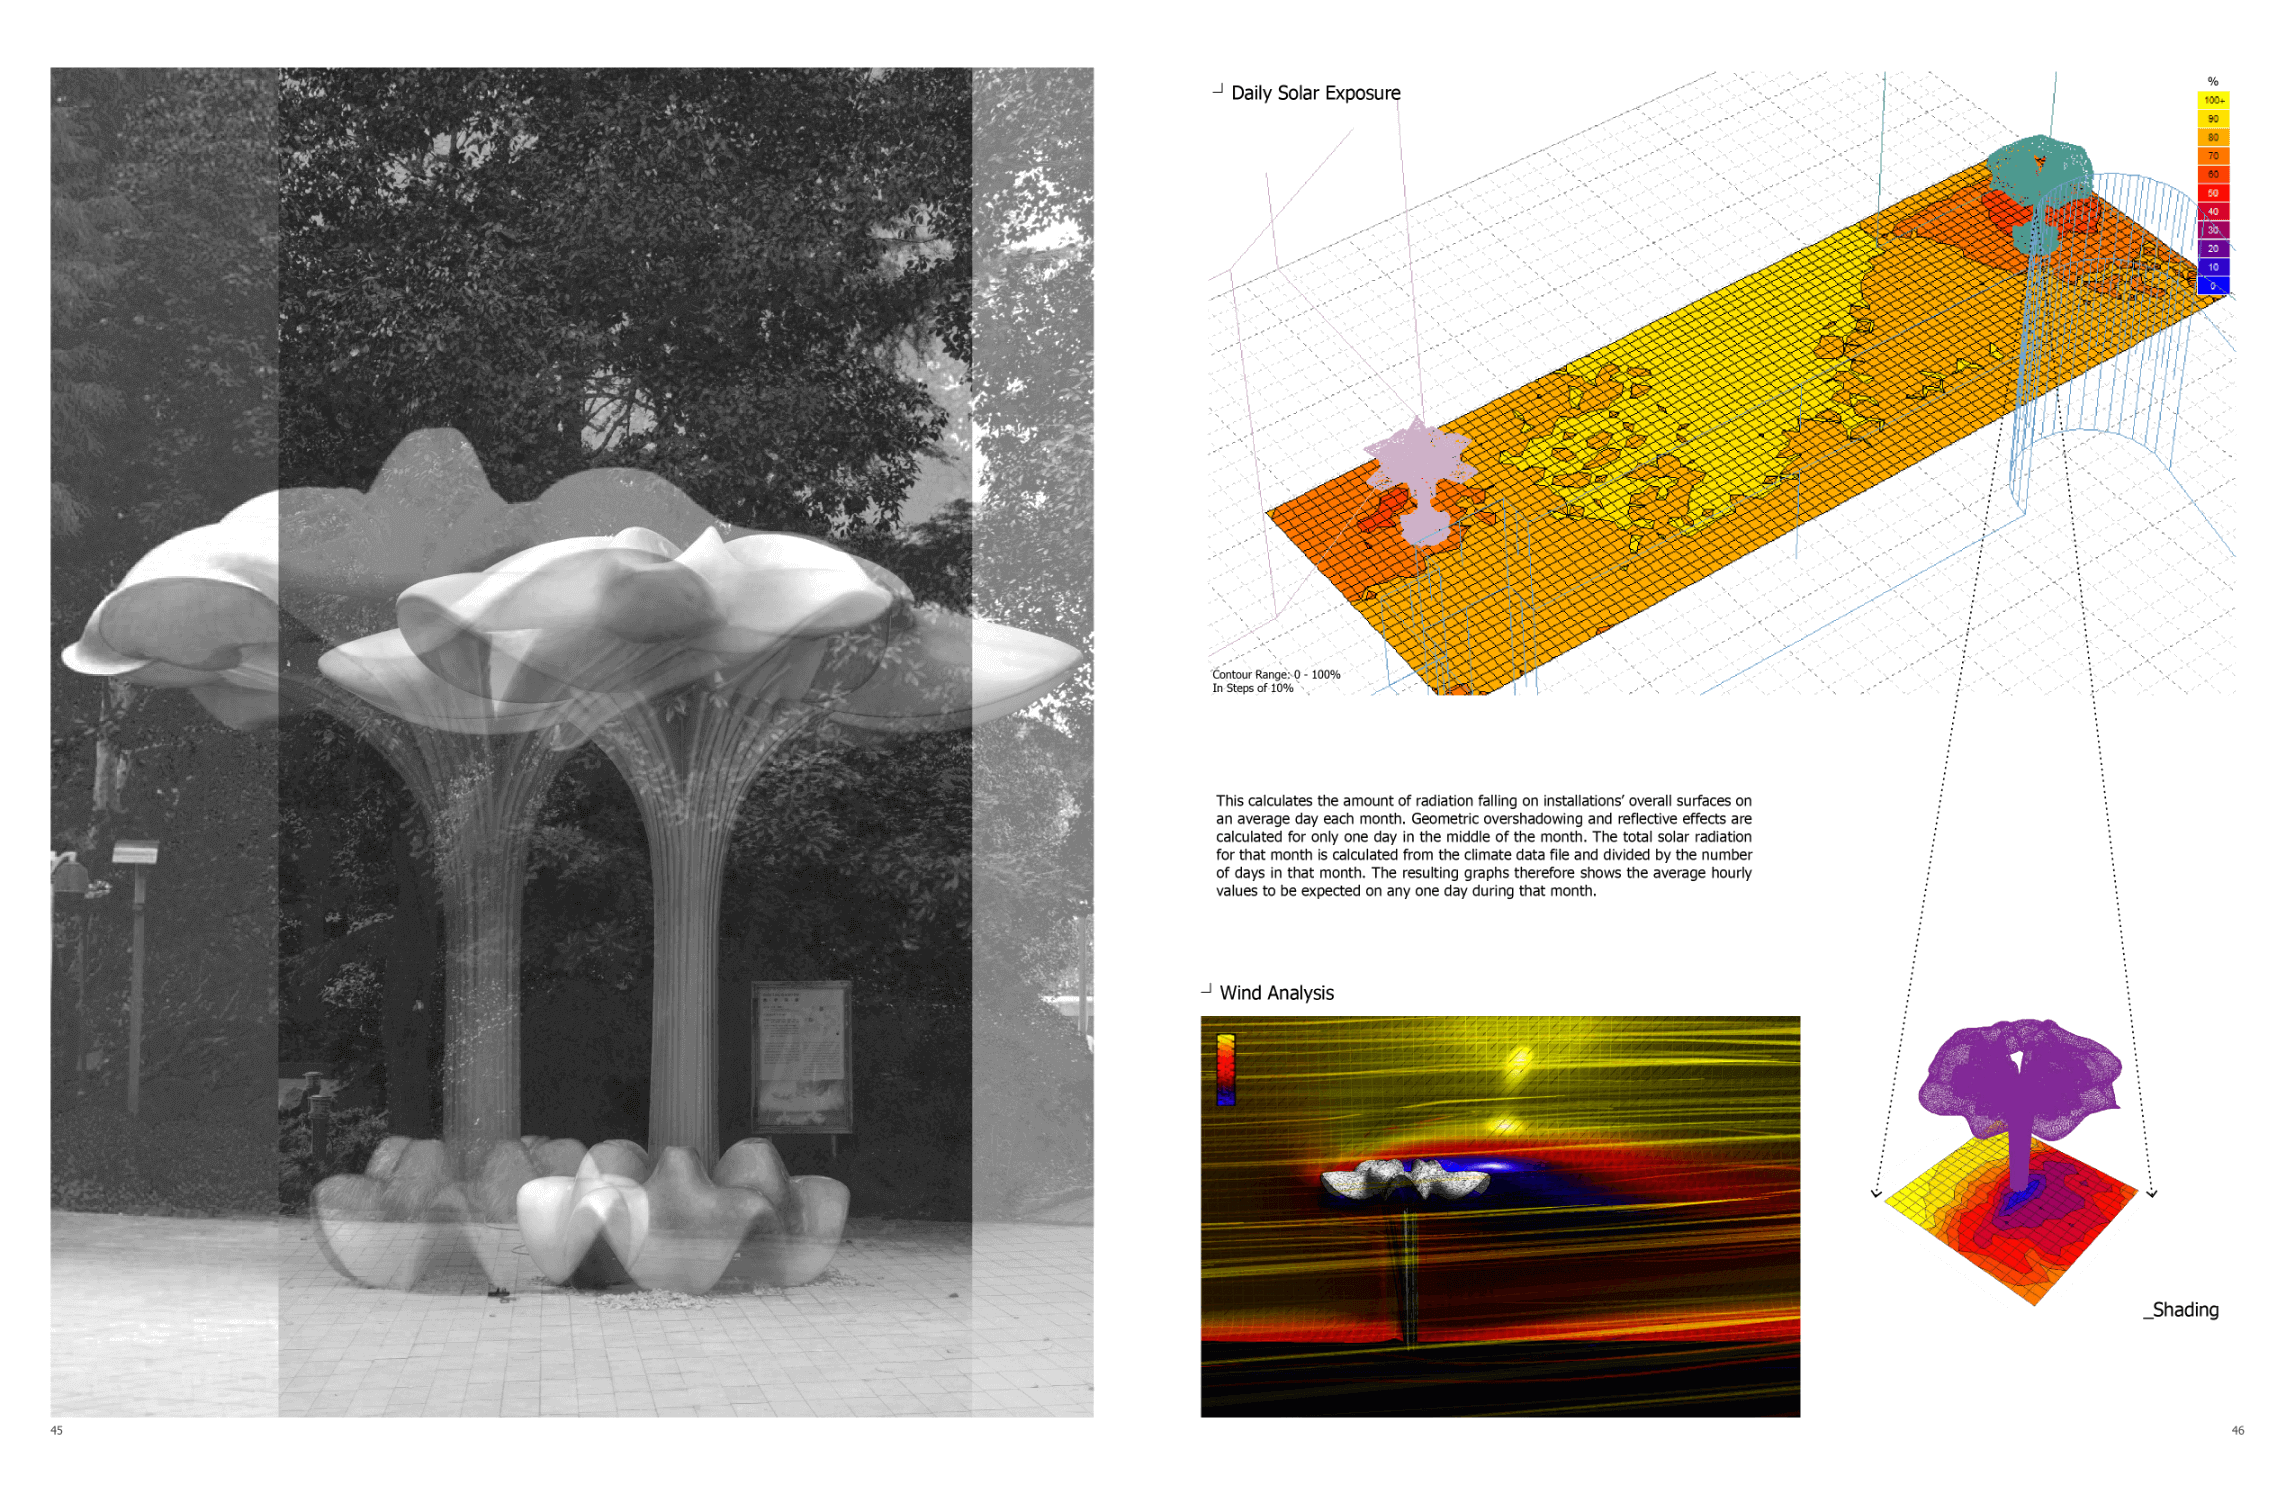 Daily Solar Exposure
%
100+
90
80
70
60
50
40
30
20
10
0
Contour Range: 0 - 100%
In Steps of 10%
This calculates the amount of radiation falling on installations’ overall surfaces on
an average day each month. Geometric overshadowing and reflective effects are
calculated for only one day in the middle of the month. The total solar radiation
for that month is calculated from the climate data file and divided by the number
of days in that month. The resulting graphs therefore shows the average hourly
values to be expected on any one day during that month.
Wind Analysis
_Shading
45
46